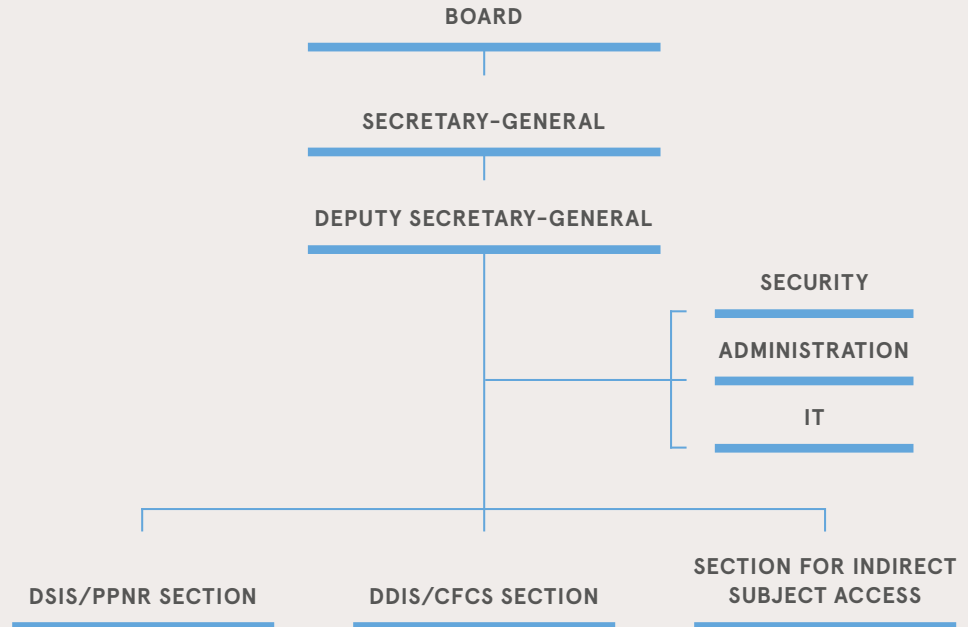 BOARD
SECRETARY-GENERAL
DEPUTY SECRETARY-GENERAL
SECURITY
ADMINISTRATION
IT
DSIS/PPNR SECTION
DDIS/CFCS SECTION
SECTION FOR INDIRECT
SUBJECT ACCESS